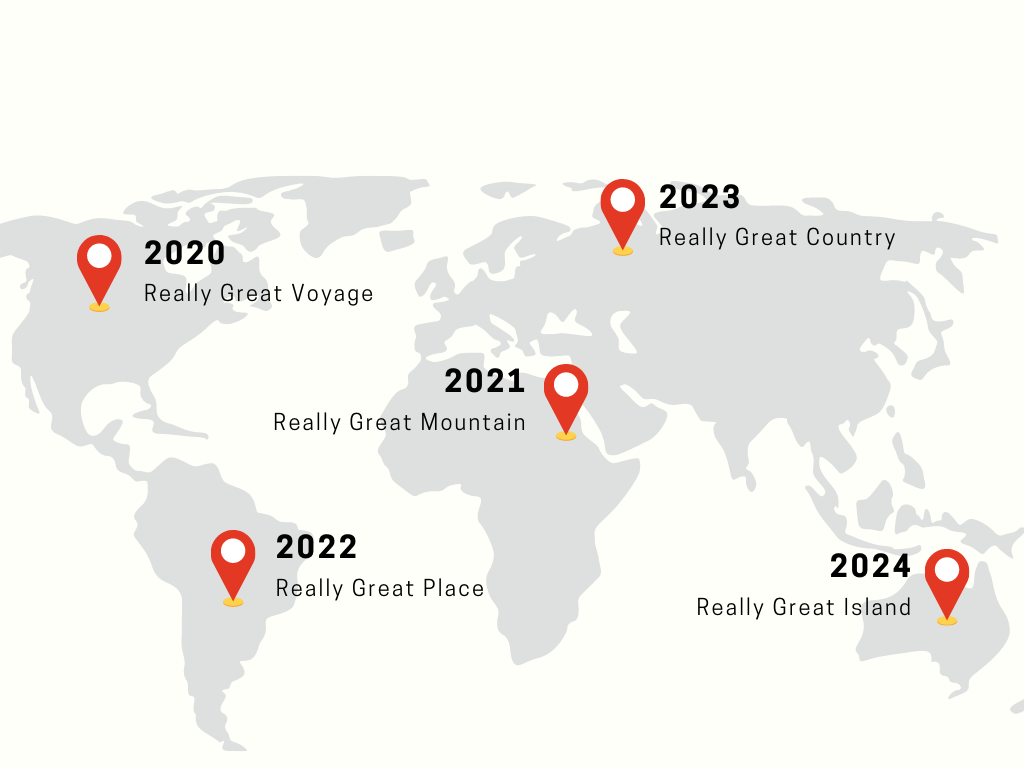 2023
Really Great Country
2020
Really Great Voyage
2021
Really Great Mountain
2022
Really Great Place
2024
Really Great Island